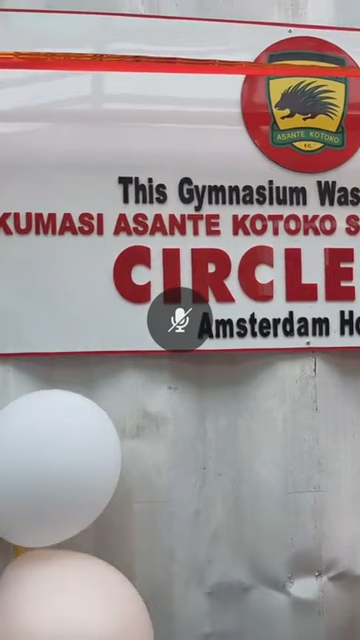 ASANTE KOTOKO
This Gymnasium Was
KUMASI ASANTE KOTOKO S
CIRCLE
Amsterdam Ho